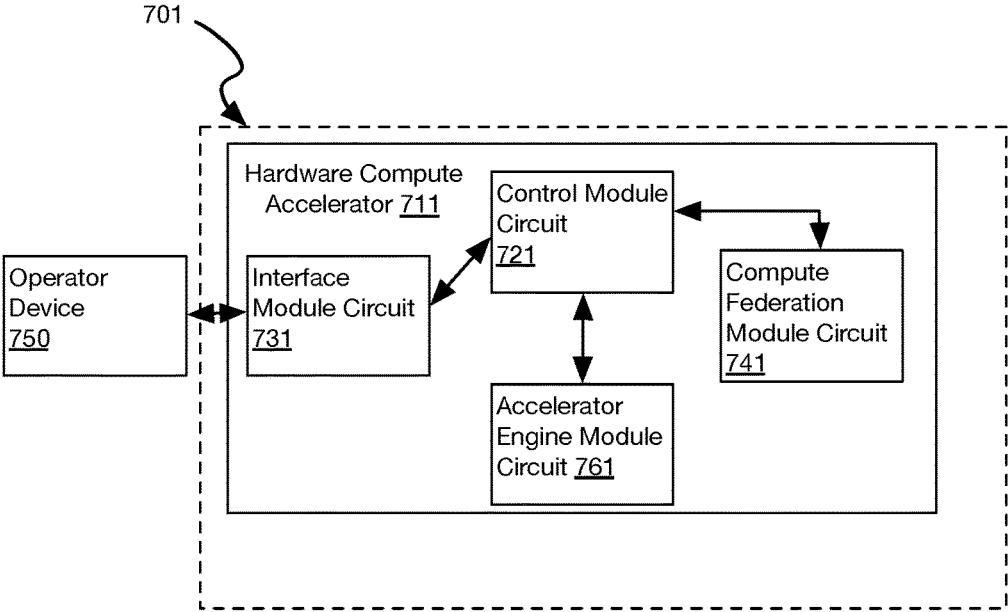 701
Hardware Compute
Accelerator 711
Control Module
Circuit
721
Operator
Device
750
Interface
Module Circuit
731
Compute
Federation
Module Circuit
741
Accelerator
Engine Module
Circuit 761